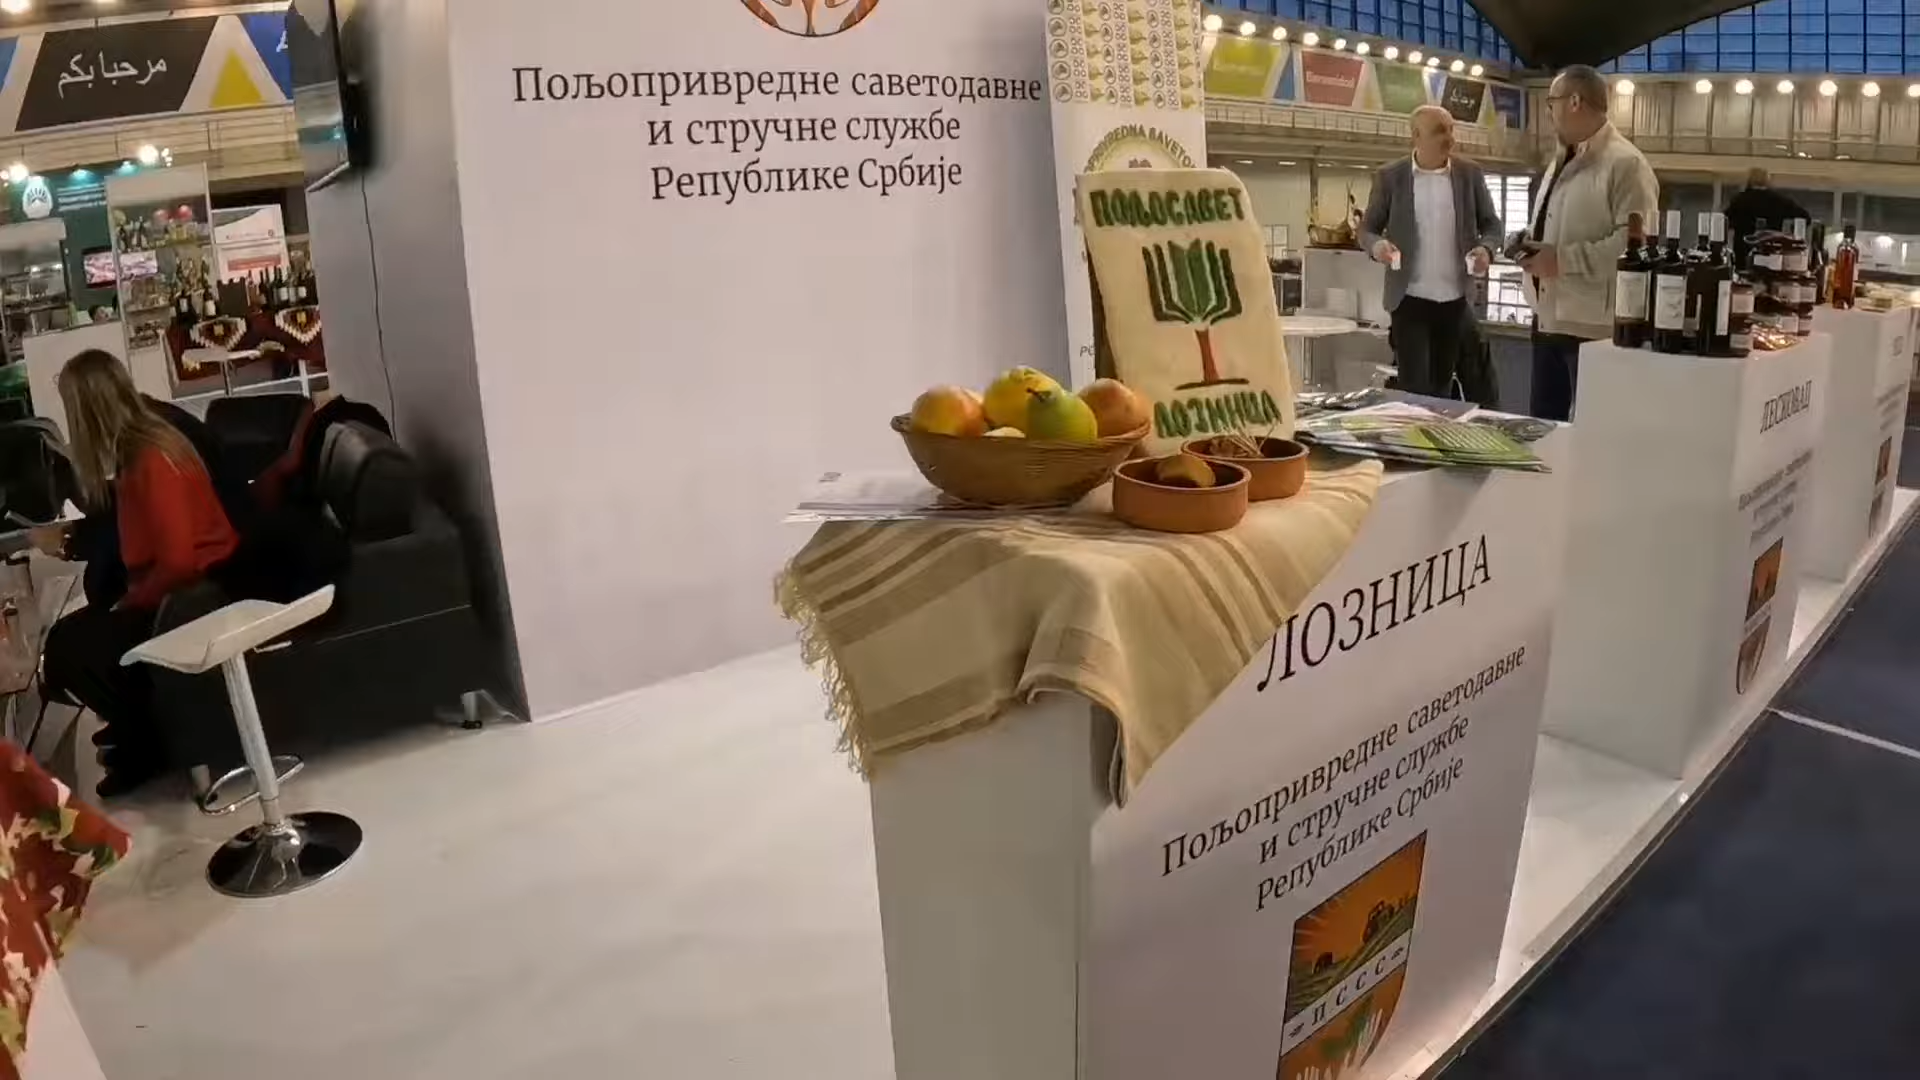 مرحبا بكم
Пољопривредне саветодавне
и стручне службе
Републике Србије
ПОЉОСАВЕТ
ЛОЗНИЦА
ЛОЗНИЦА
Пољопривредне саветодавне
и стручне службе
Републике Србије
ПССС
ЛЕСКОВАЦ